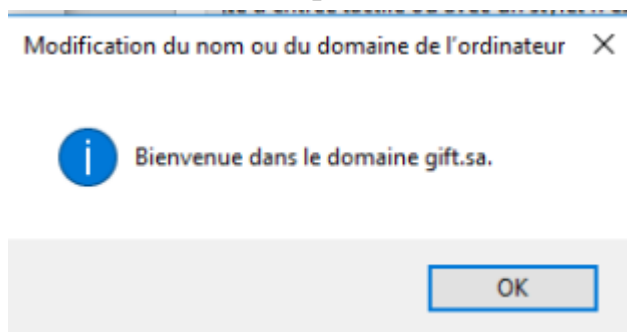 Modification du nom ou du domaine de l'ordinateur
Bienvenue dans le domaine gift.sa.
OK